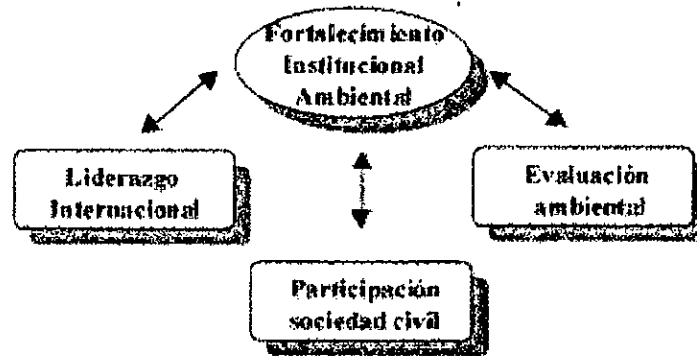 Fortalecimiento
Institucional
Ambiental
Liderazgo
Internacional
Evaluación
ambiental
Participación
sociedad civil